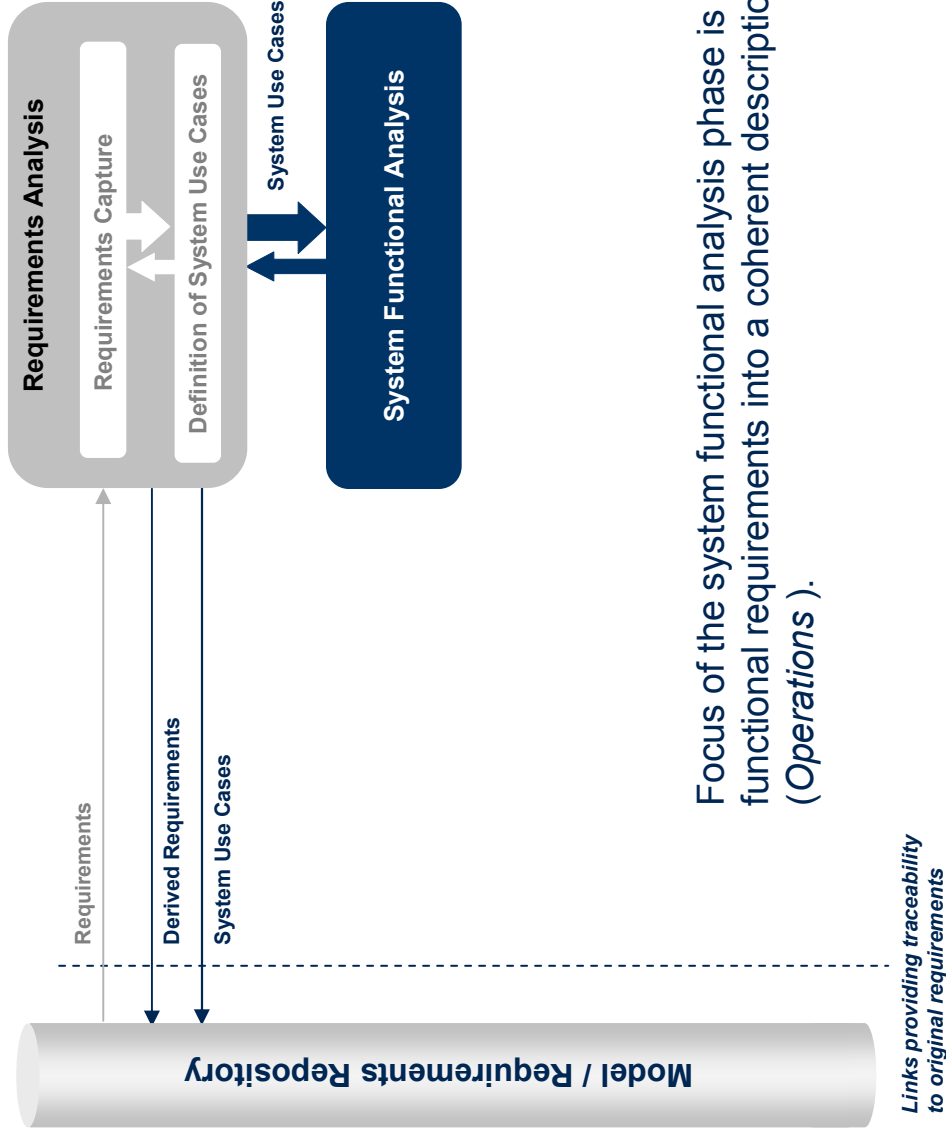 Requirements Analysis
Requirements Capture
Definition of System Use Cases
System Use Cases
System Functional Analysis
Requirements
Derived Requirements
System Use Cases
Model / Requirements Repository
Focus of the system functional analysis phase is
functional requirements into a coherent
(Operations ).
Links providing traceability
to original requirements